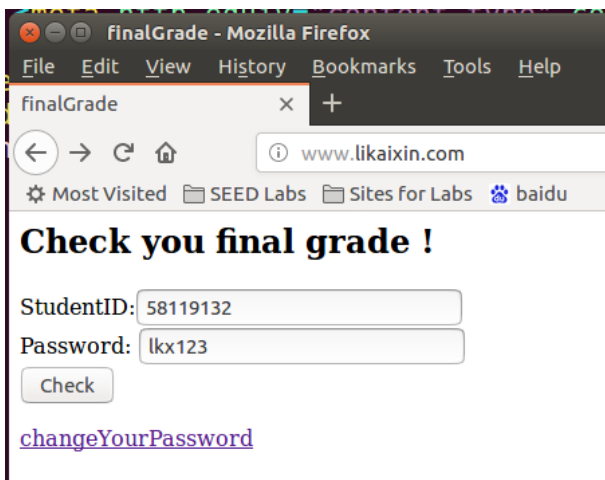 finalGrade - Mozilla Firefox
File Edit View History Bookmarks Tools Help
finalGrade
www.likaixin.com
Most Visited SEED Labs Sites for Labs baidu
Check you final grade !
StudentID: 58119132
Password: lkx123
Check
changeYourPassword